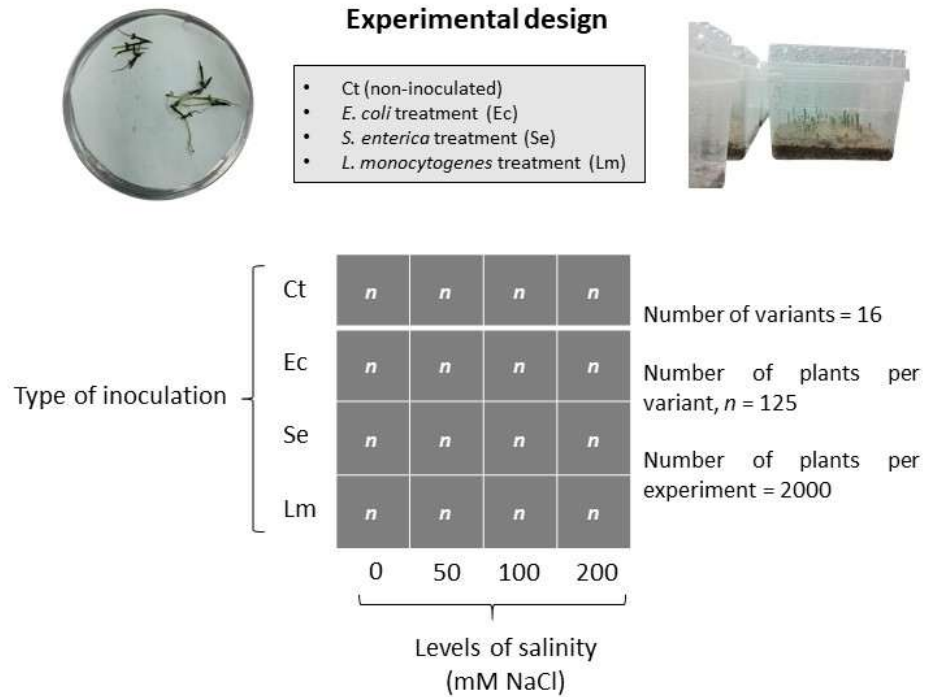 Experimental design
• Ct (non-inoculated)
• E. coli treatment (Ec)
• S. enterica treatment (Se)
• L. monocytogenes treatment (Lm)
Type of inoculation
Ct n n n n
Ec n n n n
Se n n n n
Lm n n n n
0 50 100 200
Levels of salinity
(mM NaCl)
Number of variants = 16
Number of plants per
variant, n = 125
Number of plants per
experiment = 2000